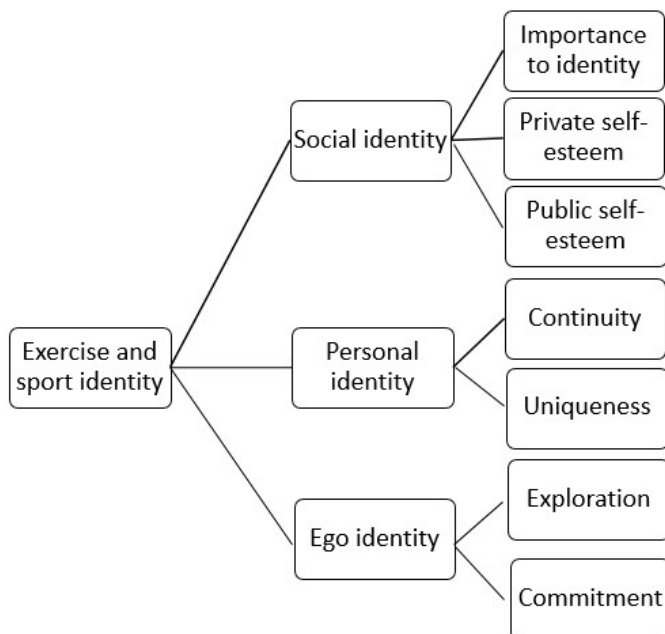 Importance
to identity
Social identity
Private self-
esteem
Public self-
esteem
Exercise and
sport identity
Personal
identity
Continuity
Uniqueness
Ego identity
Exploration
Commitment